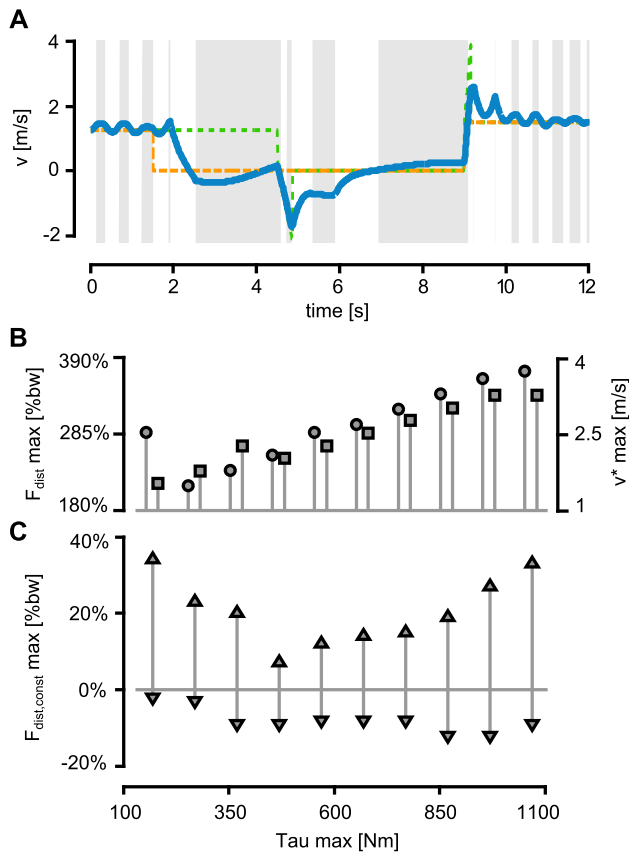 A
4
2
0
-2
v [m/s]
0 2 4 6 8 10 12
time [s]
B
390%
285%
180%
F_dist max [%bw]
4
2.5
1
v* max [m/s]
C
40%
20%
0%
-20%
F_dist,const max [%bw]
100 350 600 850 1100
Tau max [Nm]